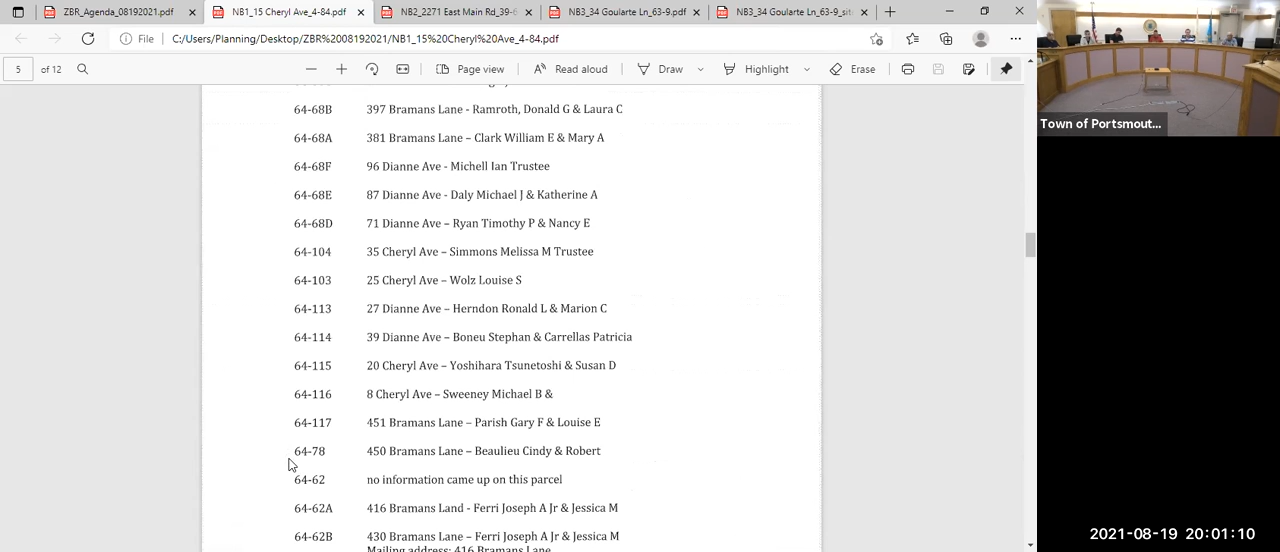 ZBR_Agenda_08192021.pdf
NB1_15 Cheryl Ave_4-84.pdf
NB2_2271 East Main Rd_39-6
NB3_34 Goularte Ln_63-9.pdf
NB3_34 Goularte Ln_63-9_sit
File C:/Users/Planning/Desktop/ZBR%2008192021/NB1_15%20Cheryl%20Ave_4-84.pdf
5 of 12 Page view Read aloud Draw Highlight Erase
64-68B 397 Bramans Lane - Ramroth, Donald G & Laura C
64-68A 381 Bramans Lane – Clark William E & Mary A
64-68F 96 Dianne Ave - Michell Ian Trustee
64-68E 87 Dianne Ave - Daly Michael J & Katherine A
64-68D 71 Dianne Ave – Ryan Timothy P & Nancy E
64-104 35 Cheryl Ave – Simmons Melissa M Trustee
64-103 25 Cheryl Ave – Wolz Louise S
64-113 27 Dianne Ave – Herndon Ronald L & Marion C
64-114 39 Dianne Ave – Boneu Stephan & Carrellas Patricia
64-115 20 Cheryl Ave – Yoshihara Tsunetoshi & Susan D
64-116 8 Cheryl Ave – Sweeney Michael B &
64-117 451 Bramans Lane – Parish Gary F & Louise E
64-78 450 Bramans Lane – Beaulieu Cindy & Robert
64-62 no information came up on this parcel
64-62A 416 Bramans Land - Ferri Joseph A Jr & Jessica M
64-62B 430 Bramans Lane – Ferri Joseph A Jr & Jessica M
Mailing address: 416 Bramans Lane
Town of Portsmout...
2021-08-19 20:01:10